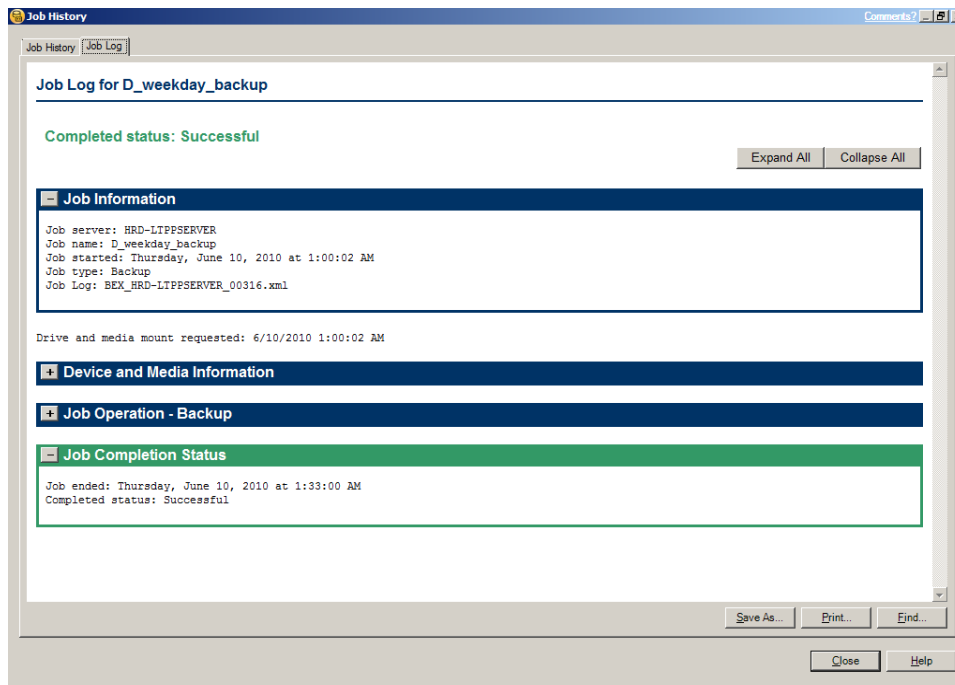 Job History
Comments?
Job History Job Log
Job Log for D_weekday_backup
Completed status: Successful
Expand All Collapse All
Job Information
Job server: HRD-LTPPSERVER
Job name: D_weekday_backup
Job started: Thursday, June 10, 2010 at 1:00:02 AM
Job type: Backup
Job Log: BEX_HRD-LTPPSERVER_00316.xml
Drive and media mount requested: 6/10/2010 1:00:02 AM
Device and Media Information
Job Operation - Backup
Job Completion Status
Job ended: Thursday, June 10, 2010 at 1:33:00 AM
Completed status: Successful
Save As... Print... Find...
Close Help